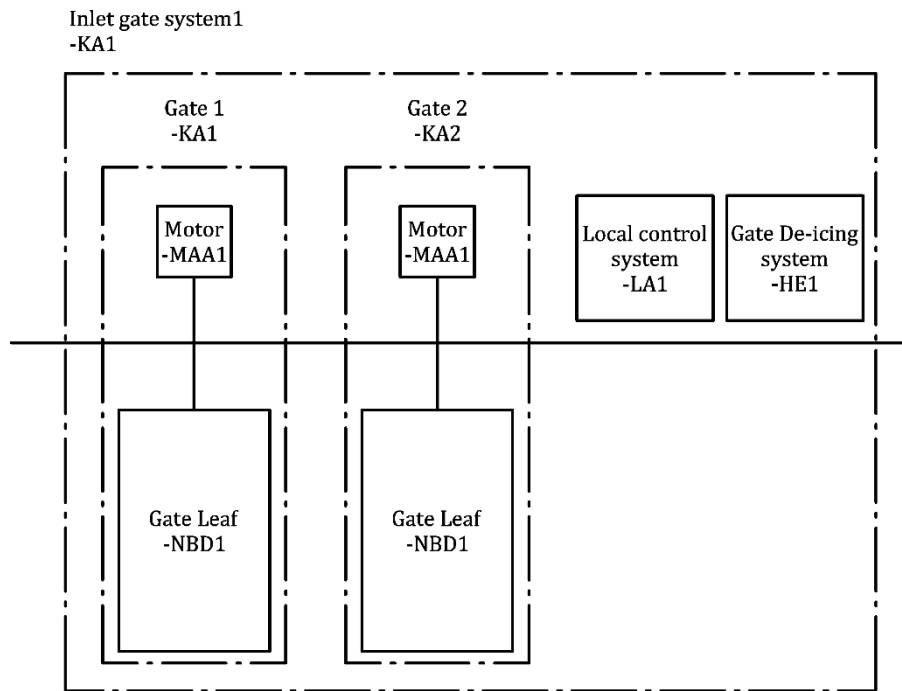 Inlet gate system1
-KA1
Gate 1
-KA1
Gate 2
-KA2
Motor
-MAA1
Motor
-MAA1
Local control
system
-LA1
Gate De-icing
system
-HE1
Gate Leaf
-NBD1
Gate Leaf
-NBD1